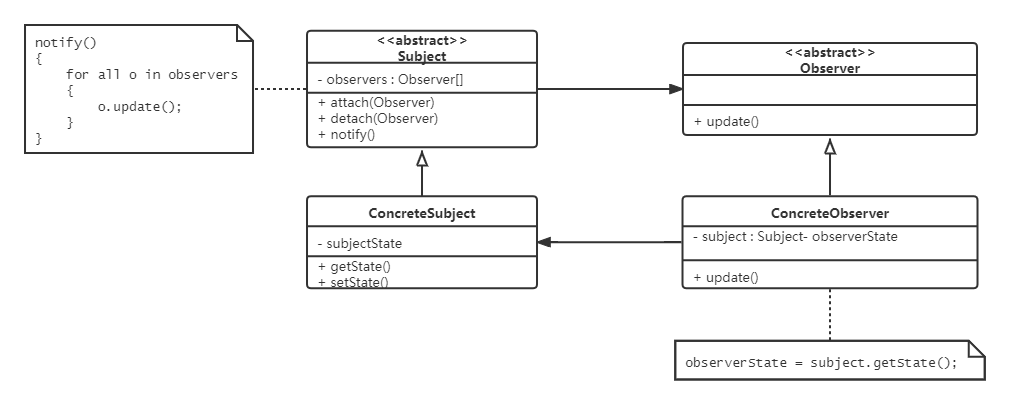 notify()
{
for all o in observers
{
o.update();
}
}
<<abstract>>
Subject
- observers : Observer[]
+ attach(Observer)
+ detach(Observer)
+ notify()
<<abstract>>
Observer
+ update()
ConcreteSubject
- subjectState
+ getState()
+ setState()
ConcreteObserver
- subject : Subject- observerState
+ update()
observerState = subject.getState();